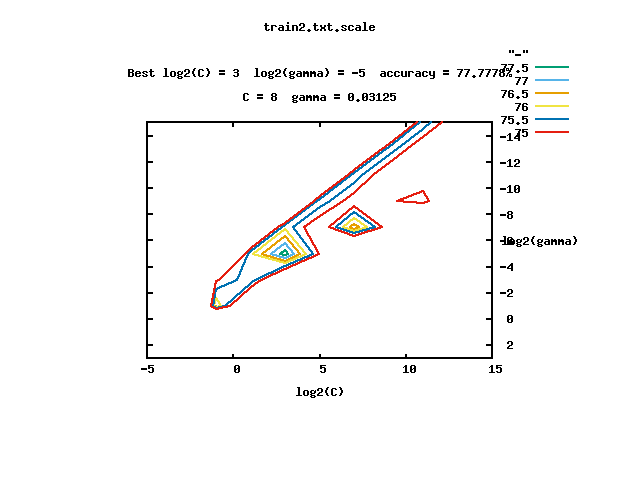 train2.txt.scale
"-"
Best log2(C) = 3  log2(gamma) = -5  accuracy = 77.7778%
77.5
77
76.5
76
75.5
75
C = 8  gamma = 0.03125
-14
-12
-10
-8
-6
log2(gamma)
-4
-2
0
2
-5 0 5 10 15
log2(C)